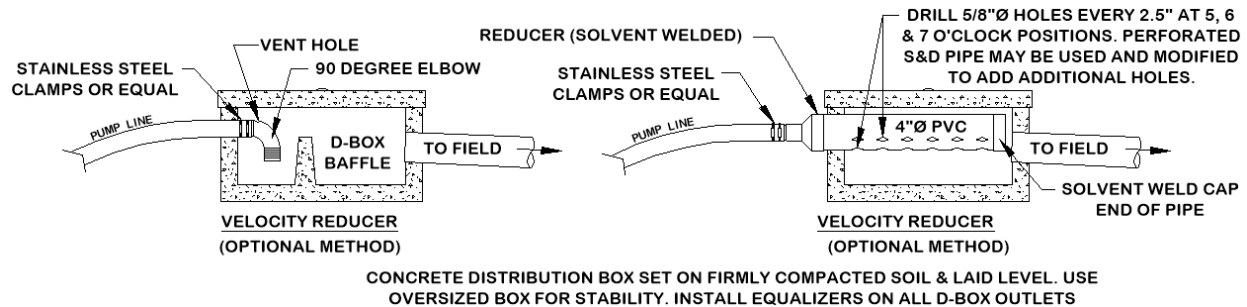 VENT HOLE
90 DEGREE ELBOW
STAINLESS STEEL
CLAMPS OR EQUAL
PUMP LINE
D-BOX
BAFFLE
TO FIELD
VELOCITY REDUCER
(OPTIONAL METHOD)
REDUCER (SOLVENT WELDED)
DRILL 5/8"Ø HOLES EVERY 2.5" AT 5, 6
& 7 O'CLOCK POSITIONS. PERFORATED
S&D PIPE MAY BE USED AND MODIFIED
TO ADD ADDITIONAL HOLES.
STAINLESS STEEL
CLAMPS OR EQUAL
PUMP LINE
4"Ø PVC
TO FIELD
SOLVENT WELD CAP
END OF PIPE
VELOCITY REDUCER
(OPTIONAL METHOD)
CONCRETE DISTRIBUTION BOX SET ON FIRMLY COMPACTED SOIL & LAID LEVEL. USE
OVERSIZED BOX FOR STABILITY. INSTALL EQUALIZERS ON ALL D-BOX OUTLETS